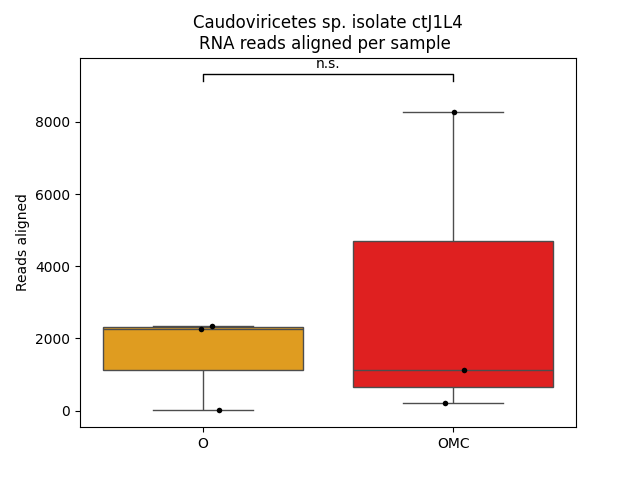 Caudoviricetes sp. isolate ctJ1L4
RNA reads aligned per sample
n.s.
Reads aligned
8000
6000
4000
2000
0
O
OMC